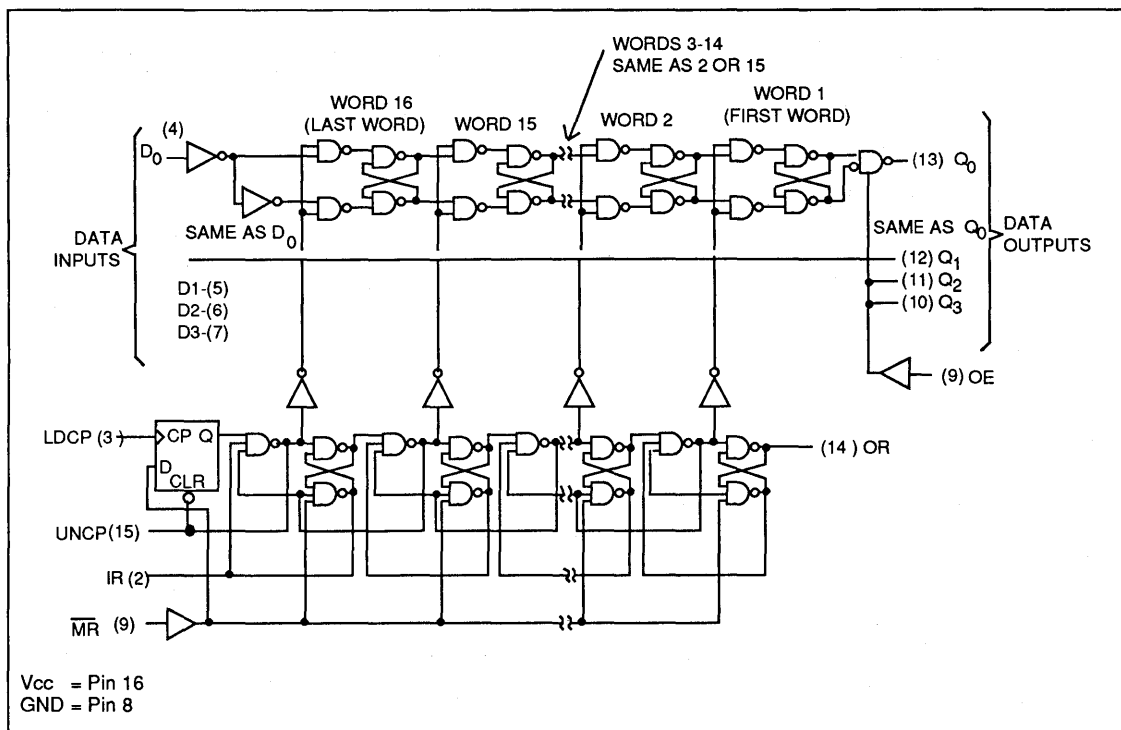 WORDS 3-14
SAME AS 2 OR 15
WORD 16
(LAST WORD)
WORD 15
WORD 2
WORD 1
(FIRST WORD)
(4)
D0
(13) Q0
SAME AS D0
SAME AS Q0
DATA
INPUTS
DATA
OUTPUTS
(12) Q1
(11) Q2
(10) Q3
D1-(5)
D2-(6)
D3-(7)
(9) OE
LDCP (3)
CP Q
D
CLR
(14) OR
UNCP(15)
IR (2)
MR (9)
Vcc = Pin 16
GND = Pin 8